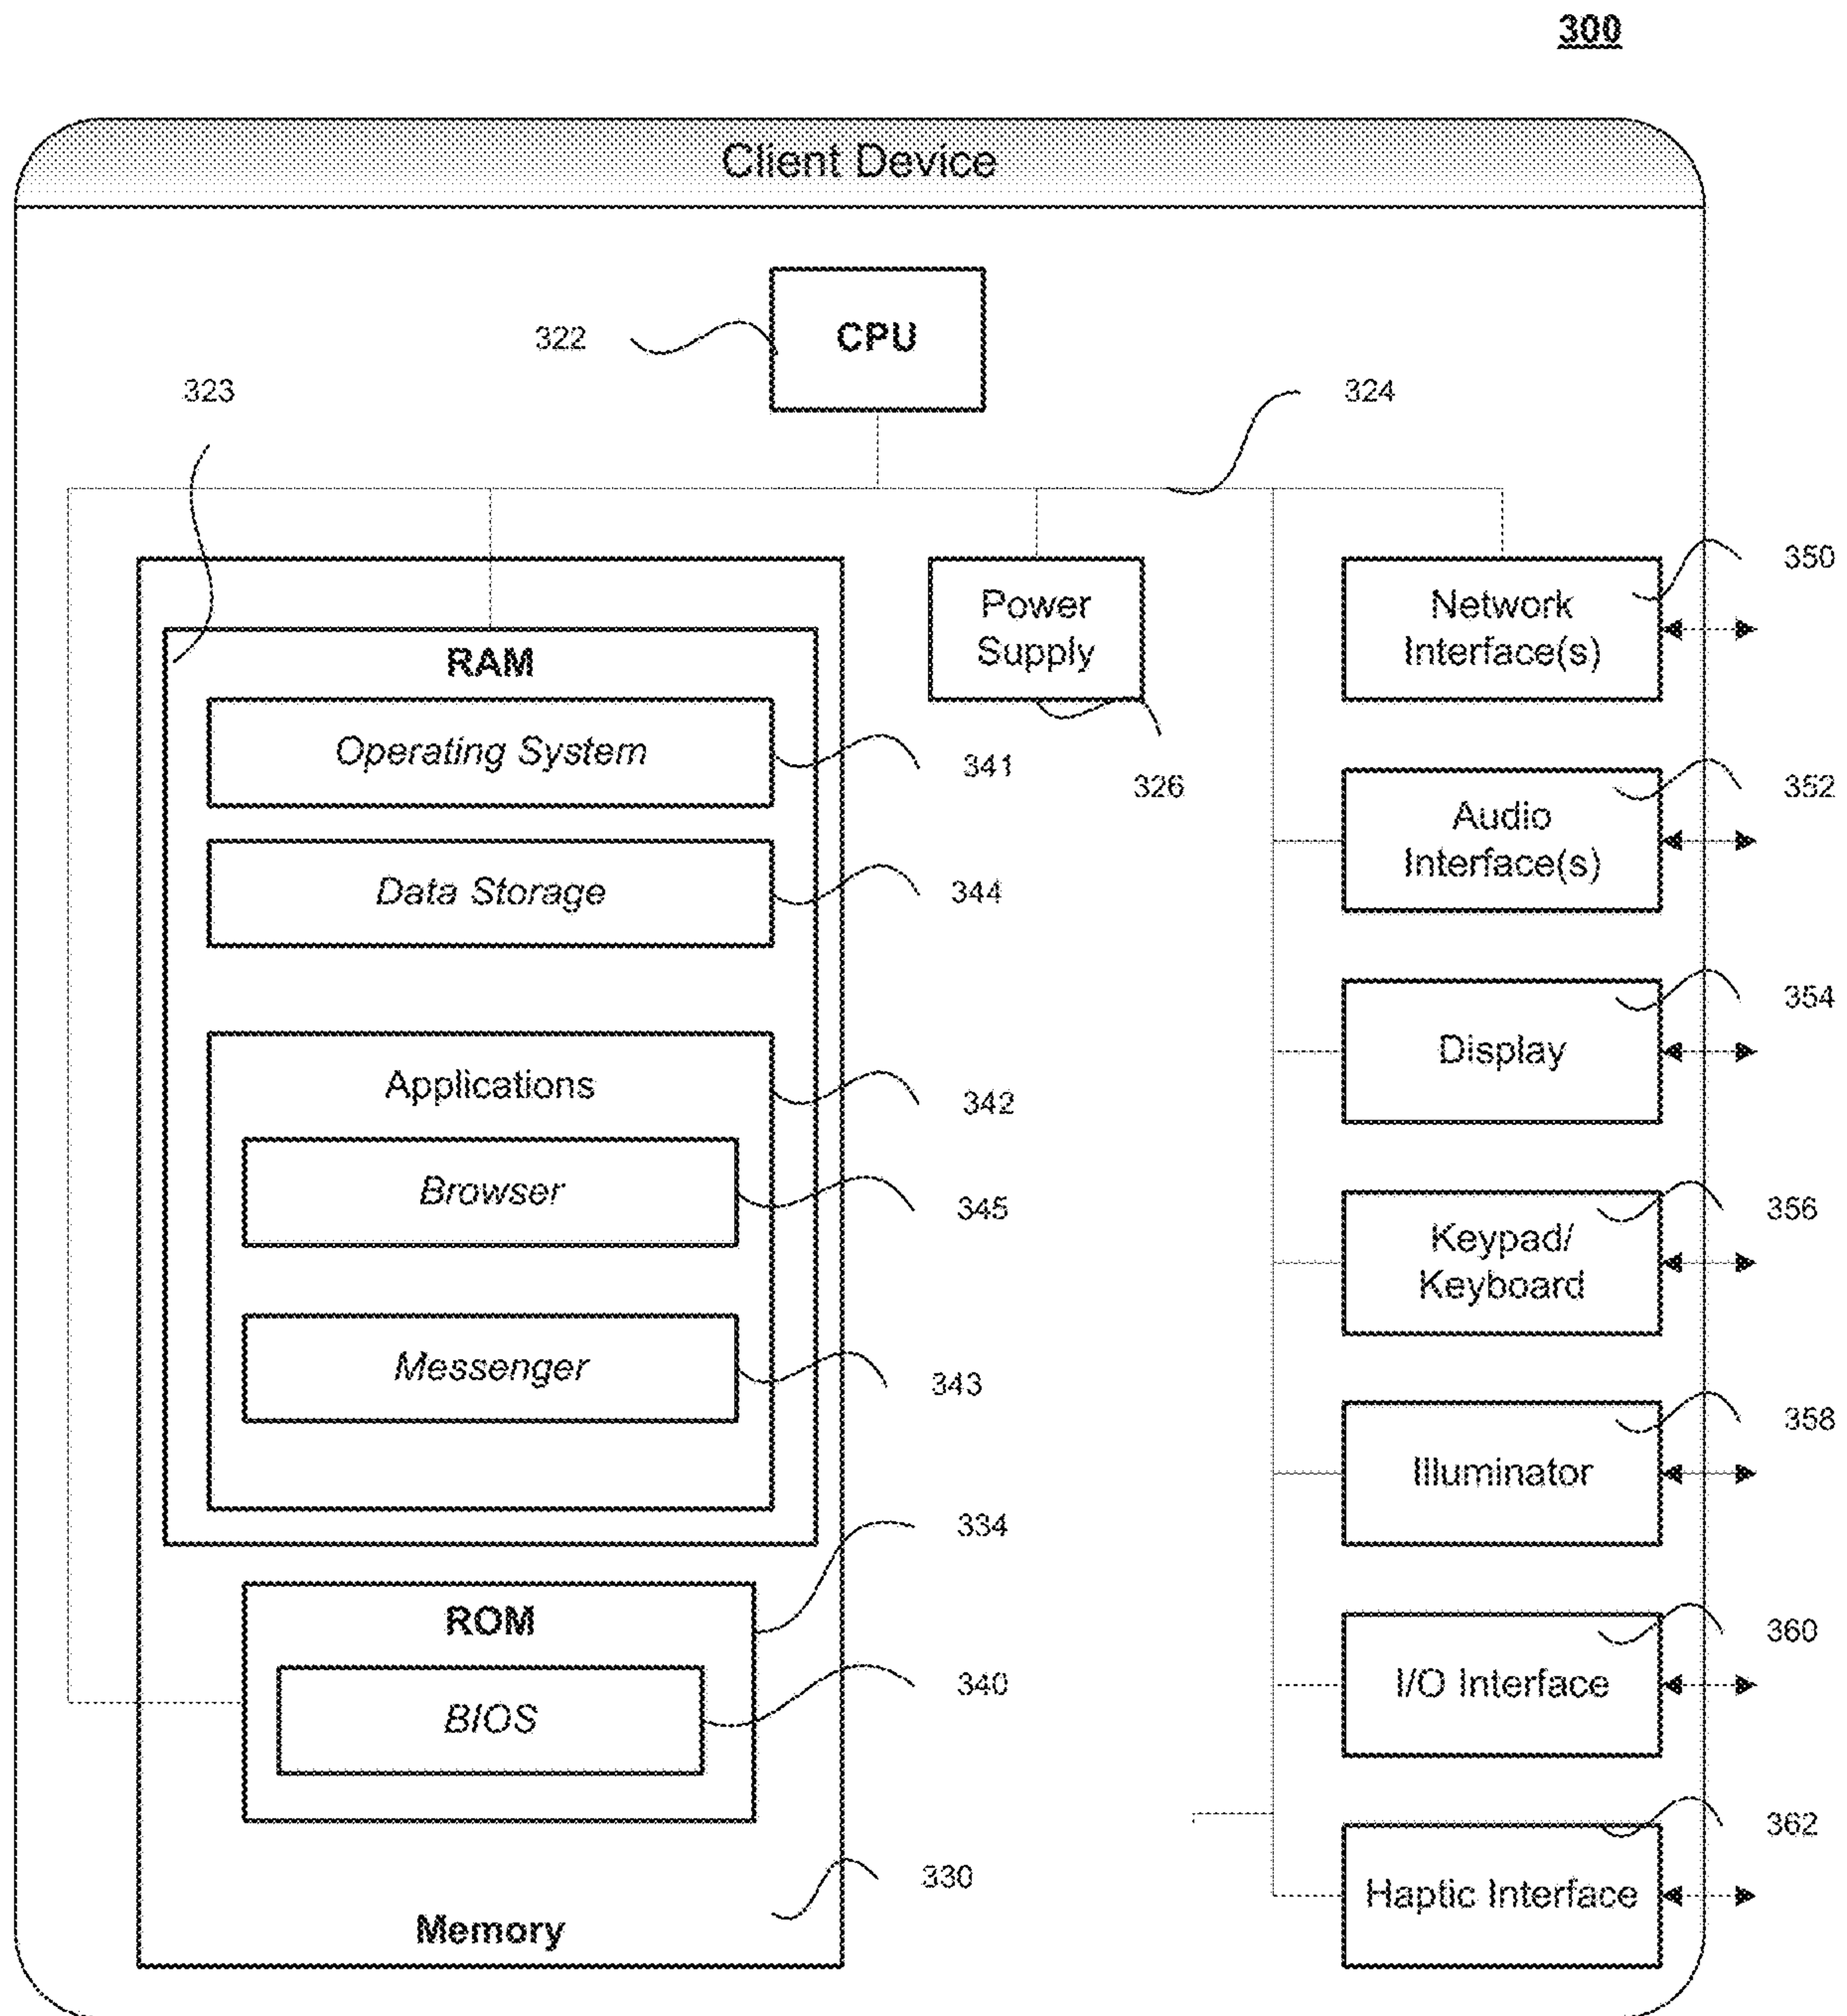 300
Client Device
CPU
322
323
324
350
Network
Interface(s)
Power
Supply
326
RAM
Operating System
341
352
Audio
Interface(s)
Data Storage
344
354
Display
Applications
342
Browser
345
356
Keypad/
Keyboard
Messenger
343
358
Illuminator
334
ROM
BIOS
340
360
I/O Interface
362
Haptic Interface
330
Memory